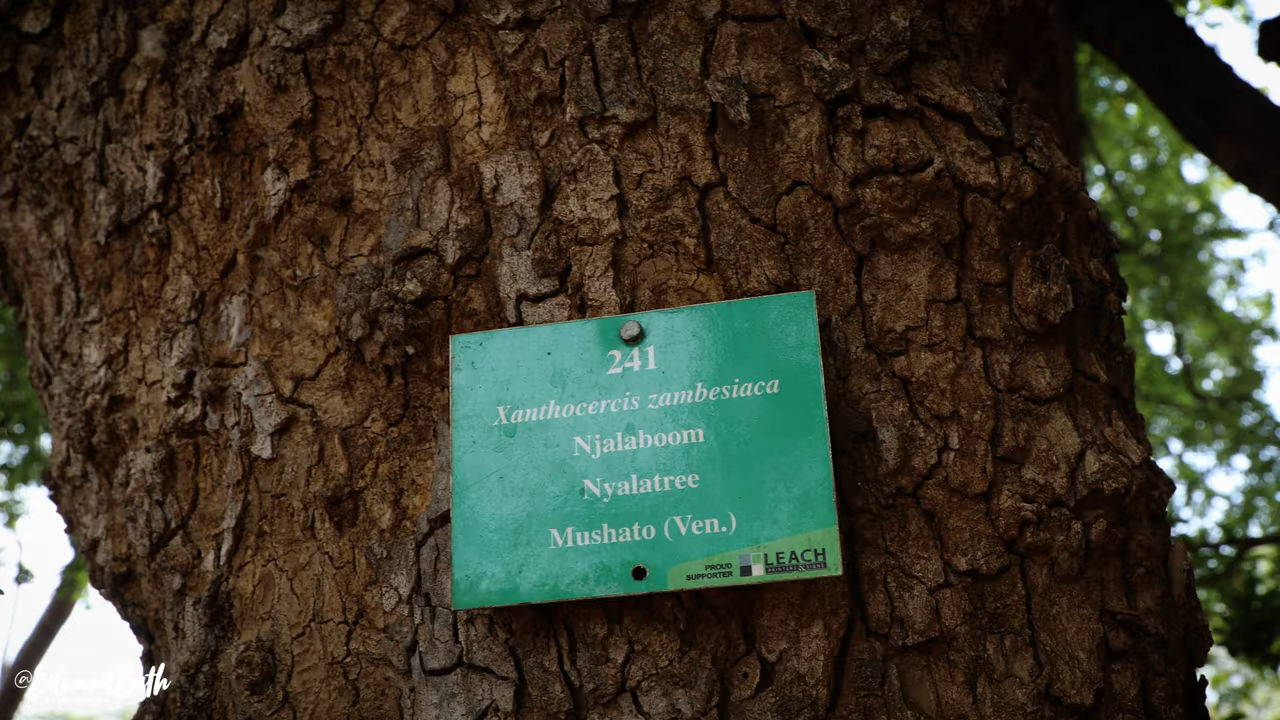 241
Xanthocercis zambesiaca
Njalaboom
Nyalatree
Mushato (Ven.)
PROUD
SUPPORTER
LEACH